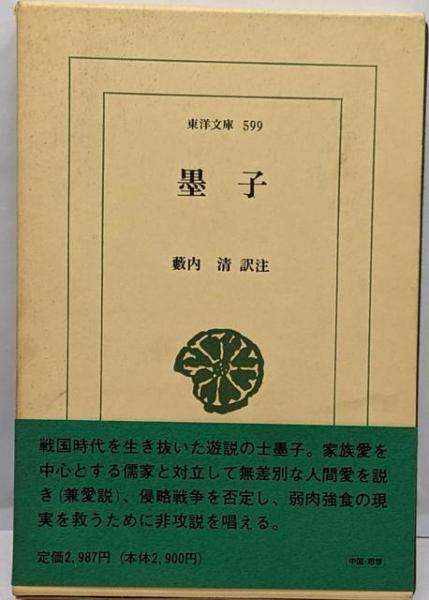 東洋文庫 599
墨子
藪内 清 訳注
戦国時代を生き抜いた遊説の士墨子。家族愛を
中心とする儒家と対立して無差別な人間愛を説
き(兼愛説)、侵略戦争を否定し、弱肉強食の現
実を救うために非攻説を唱える。
定価2,987円(本体2,900円)
中国・思想